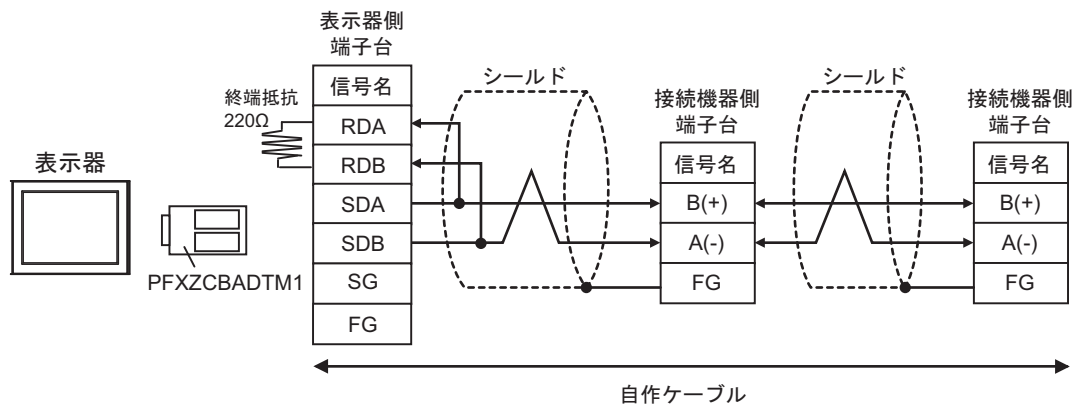 表示器
PFXZCBADTM1
終端抵抗
220Ω
表示器側
端子台
信号名
RDA
RDB
SDA
SDB
SG
FG
シールド
接続機器側
端子台
信号名
B(+)
A(-)
FG
シールド
接続機器側
端子台
信号名
B(+)
A(-)
FG
自作ケーブル